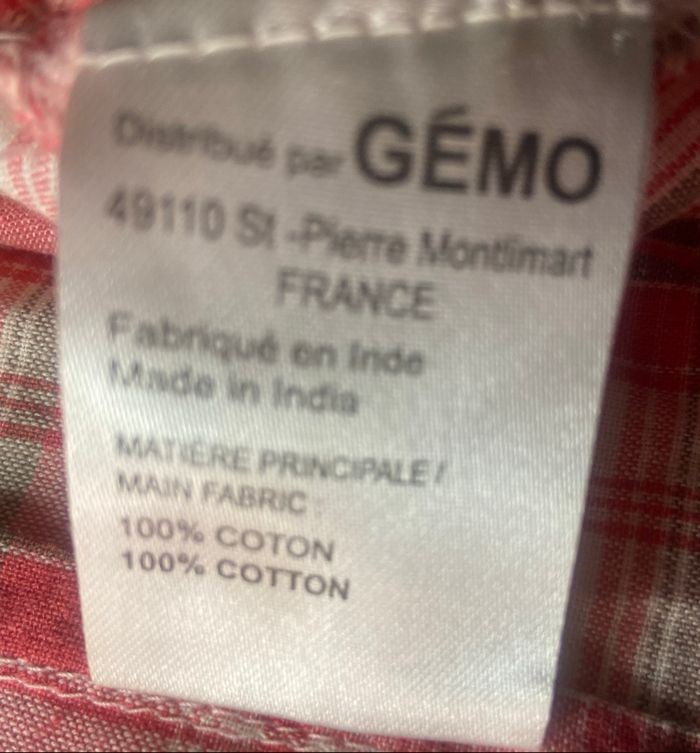 Distribué par GÉMO
49110 St -Pierre Montlimart
FRANCE
Fabriqué en Inde
Made in India
MATIÈRE PRINCIPALE /
MAIN FABRIC :
100% COTON
100% COTTON